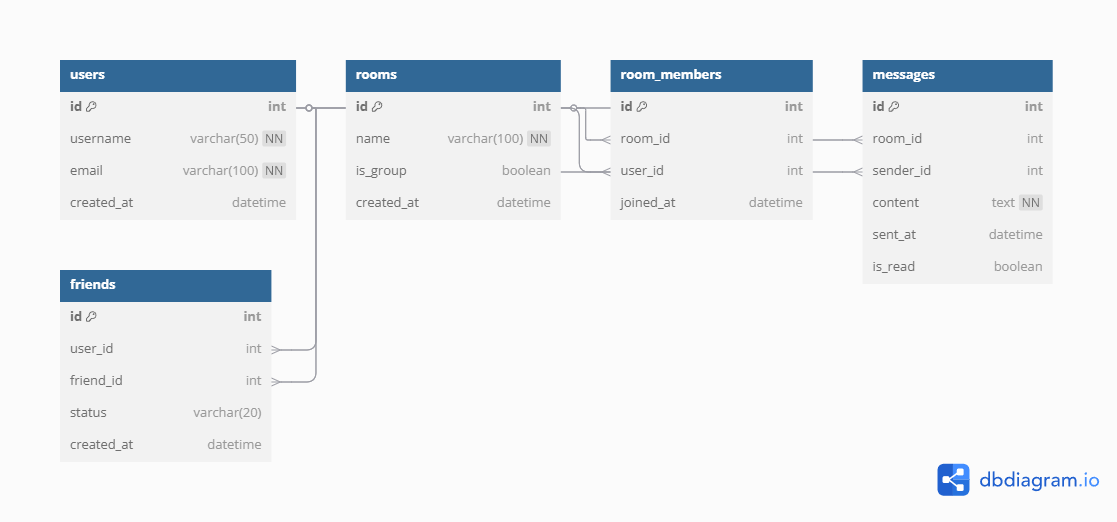 users
id int
username varchar(50) NN
email varchar(100) NN
created_at datetime
rooms
id int
name varchar(100) NN
is_group boolean
created_at datetime
room_members
id int
room_id int
user_id int
joined_at datetime
messages
id int
room_id int
sender_id int
content text NN
sent_at datetime
is_read boolean
friends
id int
user_id int
friend_id int
status varchar(20)
created_at datetime
dbdiagram.io